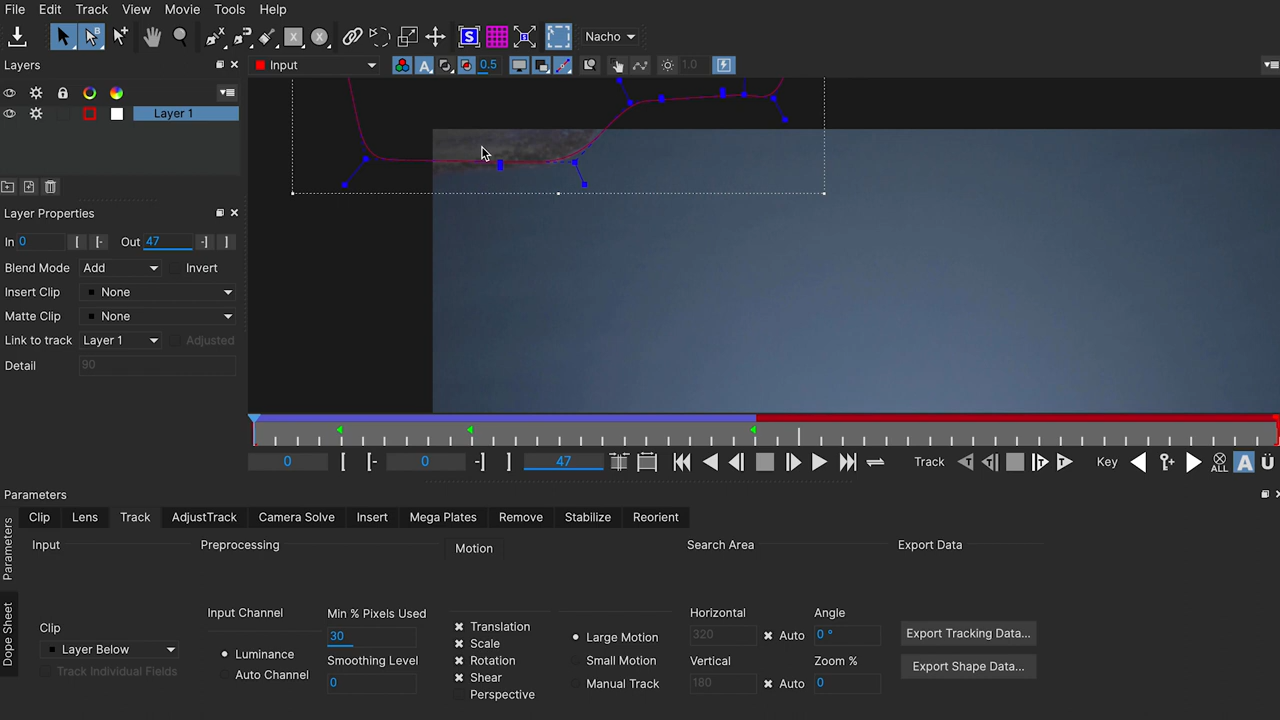 File Edit Track View Movie Tools Help
S Nacho
Layers
Input A 0.5 1.0
Layer 1
Layer Properties
In 0 [ [- Out 47 -] ]
Blend Mode Add Invert
Insert Clip None
Matte Clip None
Link to track Layer 1 Adjusted
Detail 90
0 [ [- 0 -] ] 47 Track T T T T Key ALL A Ü
Parameters
Clip Lens Track AdjustTrack Camera Solve Insert Mega Plates Remove Stabilize Reorient
Parameters
Dope Sheet
Input Preprocessing Motion Search Area Export Data
Input Channel Min % Pixels Used Horizontal Angle
Clip 30 Translation Large Motion 320 Auto 0 ° Export Tracking Data...
Layer Below Luminance Smoothing Level Scale Small Motion Vertical Zoom % Export Shape Data...
Track Individual Fields Auto Channel 0 Rotation Manual Track 180 Auto 0
Shear
Perspective